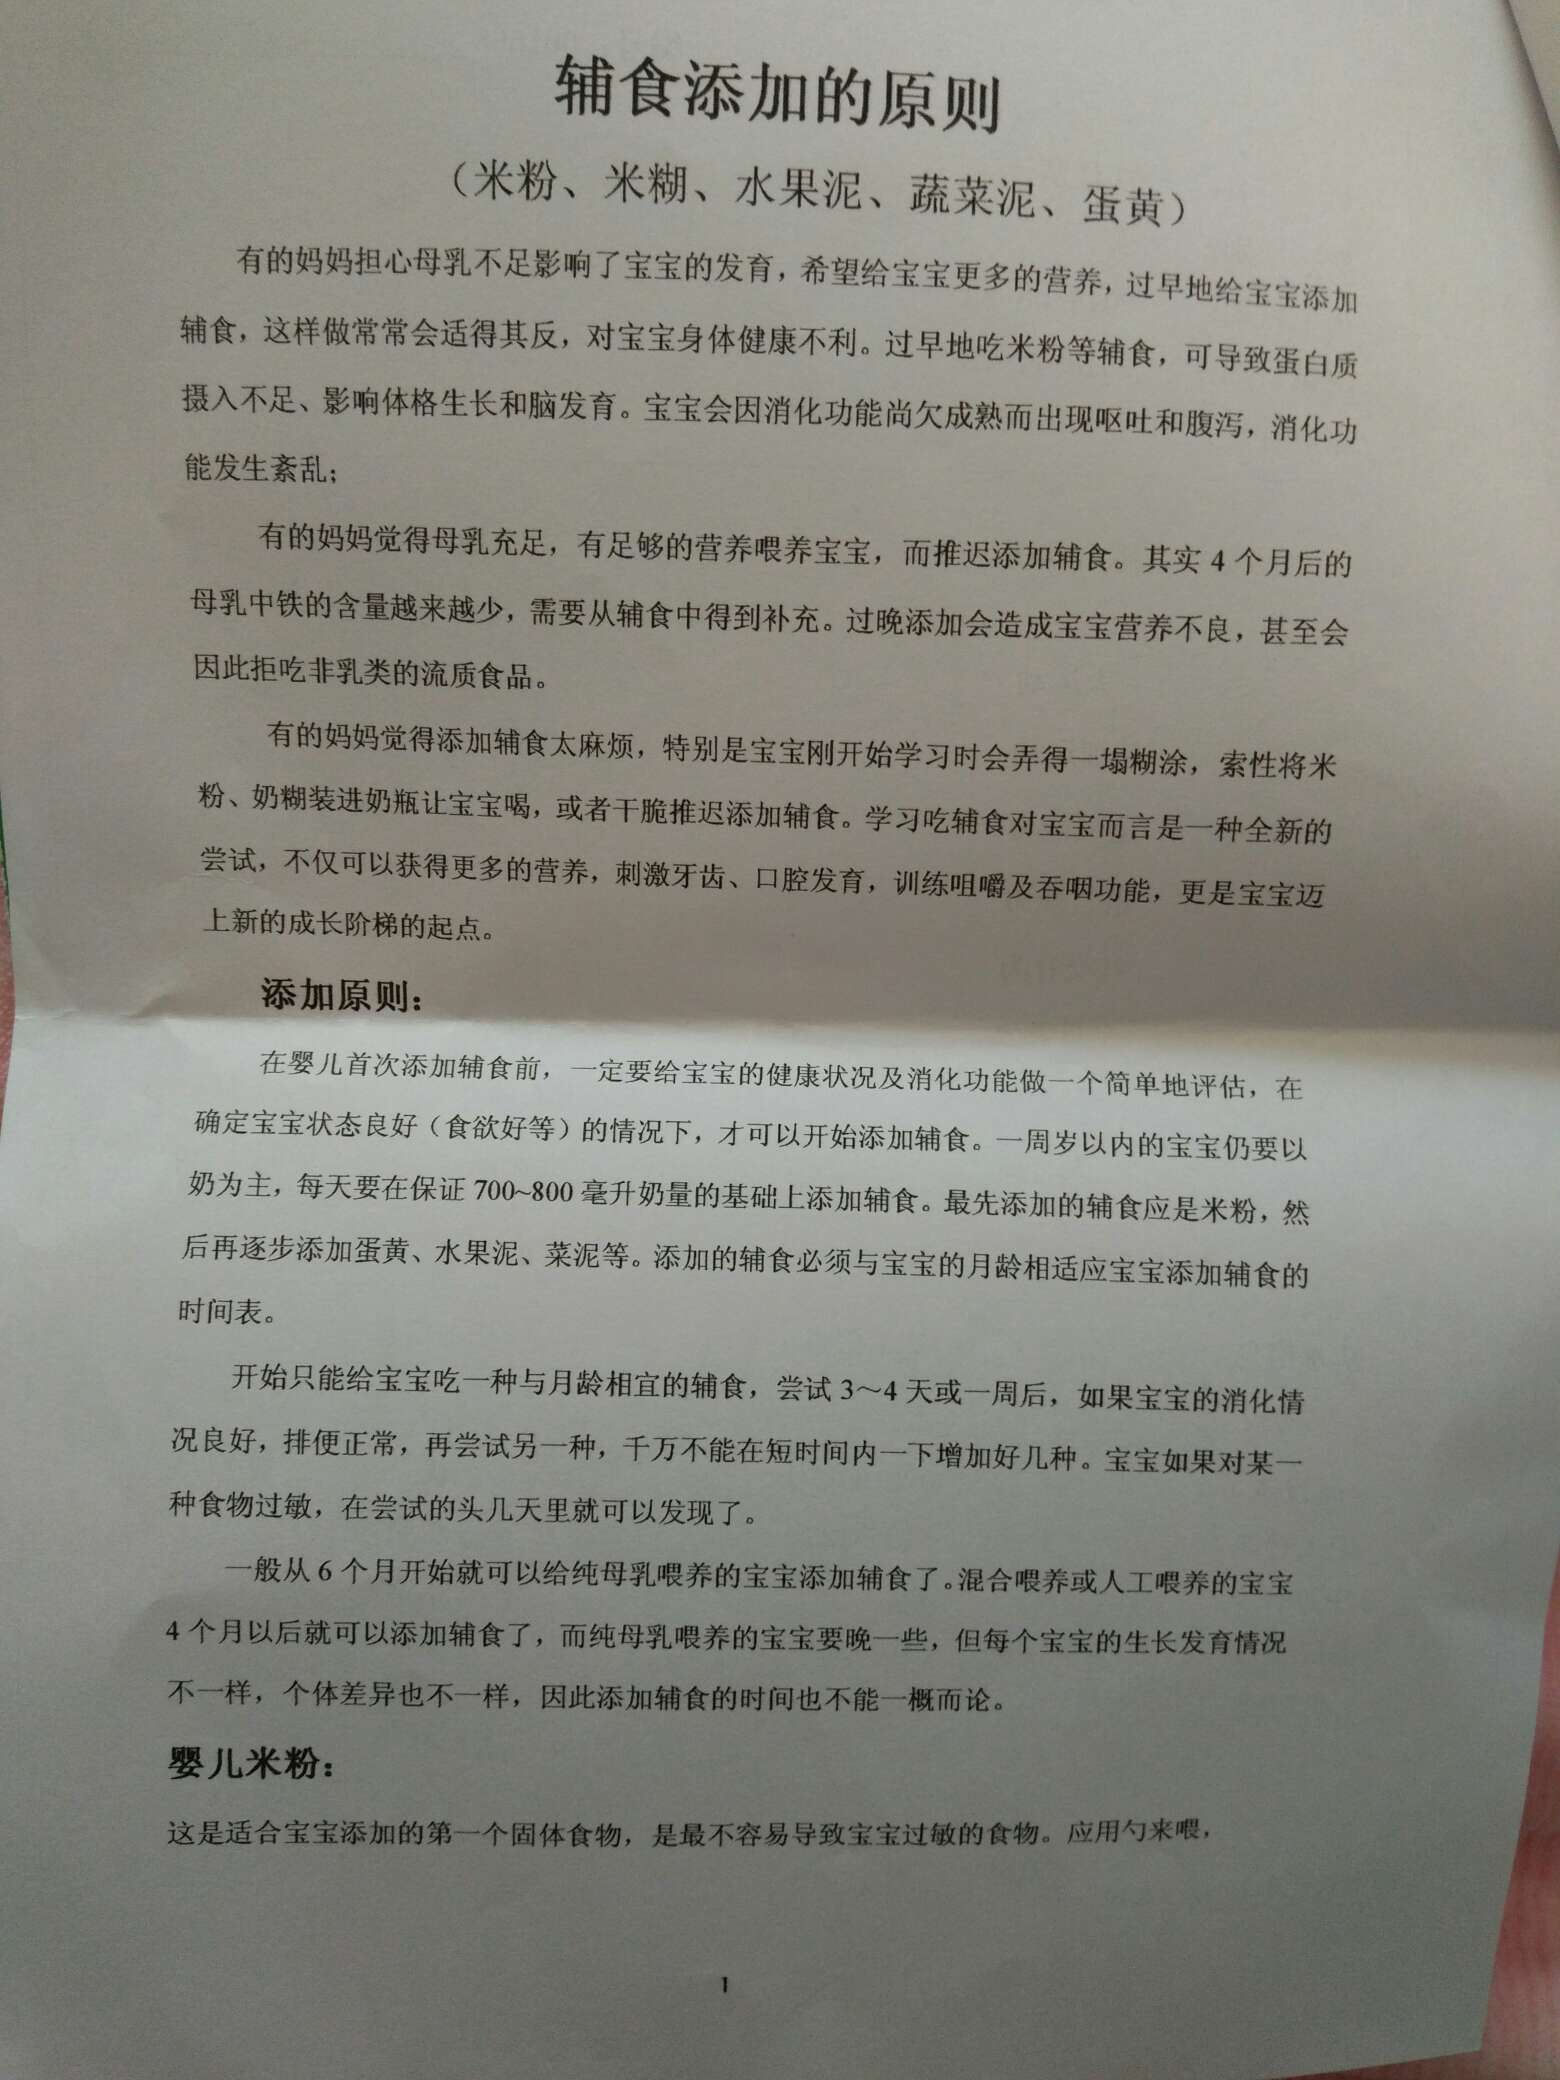 辅食添加的原则
（米粉、米糊、水果泥、蔬菜泥、蛋黄）
有的妈妈担心母乳不足影响了宝宝的发育，希望给宝宝更多的营养，过早地给宝宝添加
辅食，这样做常常会适得其反，对宝宝身体健康不利。过早地吃米粉等辅食，可导致蛋白质
摄入不足、影响体格生长和脑发育。宝宝会因消化功能尚欠成熟而出现呕吐和腹泻，消化功
能发生紊乱；
有的妈妈觉得母乳充足，有足够的营养喂养宝宝，而推迟添加辅食。其实 4 个月后的
母乳中铁的含量越来越少，需要从辅食中得到补充。过晚添加会造成宝宝营养不良，甚至会
因此拒吃非乳类的流质食品。
有的妈妈觉得添加辅食太麻烦，特别是宝宝刚开始学习时会弄得一塌糊涂，索性将米
粉、奶糊装进奶瓶让宝宝喝，或者干脆推迟添加辅食。学习吃辅食对宝宝而言是一种全新的
尝试，不仅可以获得更多的营养，刺激牙齿、口腔发育，训练咀嚼及吞咽功能，更是宝宝迈
上新的成长阶梯的起点。
添加原则：
在婴儿首次添加辅食前，一定要给宝宝的健康状况及消化功能做一个简单地评估，在
确定宝宝状态良好（食欲好等）的情况下，才可以开始添加辅食。一周岁以内的宝宝仍要以
奶为主，每天要在保证 700~800 毫升奶量的基础上添加辅食。最先添加的辅食应是米粉，然
后再逐步添加蛋黄、水果泥、菜泥等。添加的辅食必须与宝宝的月龄相适应宝宝添加辅食的
时间表。
开始只能给宝宝吃一种与月龄相宜的辅食，尝试 3～4 天或一周后，如果宝宝的消化情
况良好，排便正常，再尝试另一种，千万不能在短时间内一下增加好几种。宝宝如果对某一
种食物过敏，在尝试的头几天里就可以发现了。
一般从 6 个月开始就可以给纯母乳喂养的宝宝添加辅食了。混合喂养或人工喂养的宝宝
4 个月以后就可以添加辅食了，而纯母乳喂养的宝宝要晚一些，但每个宝宝的生长发育情况
不一样，个体差异也不一样，因此添加辅食的时间也不能一概而论。
婴儿米粉：
这是适合宝宝添加的第一个固体食物，是最不容易导致宝宝过敏的食物。应用勺来喂，
1